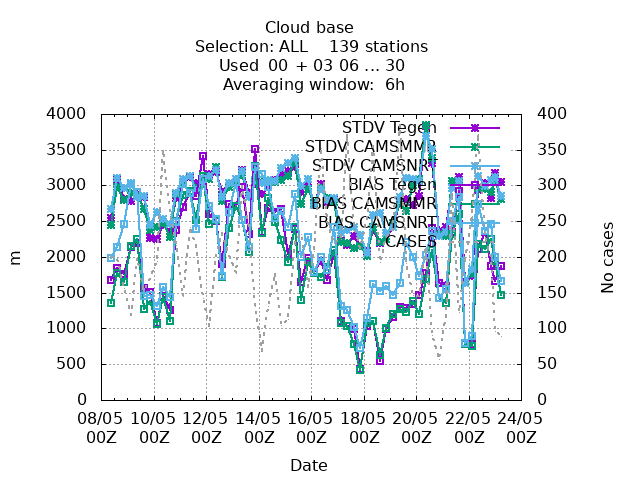 Cloud base
Selection: ALL    139 stations
Used  00 + 03 06 ... 30
Averaging window:  6h
STDV Tegen
STDV CAMSMMR
STDV CAMSNRT
BIAS Tegen
BIAS CAMSMMR
BIAS CAMSNRT
CASES
4000
3500
3000
2500
2000
1500
1000
500
0
m
400
350
300
250
200
150
100
50
0
No cases
08/05 10/05 12/05 14/05 16/05 18/05 20/05 22/05 24/05
00Z 00Z 00Z 00Z 00Z 00Z 00Z 00Z 00Z
Date